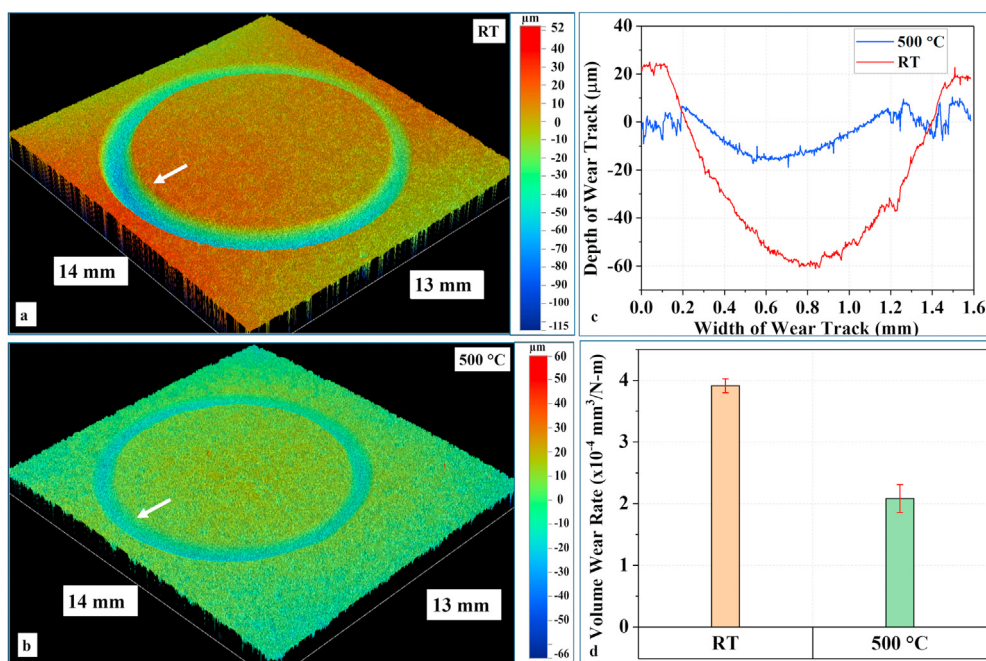 µm
RT
52
40
30
20
10
0
-10
-20
-30
-40
-50
-60
-70
-80
-90
-100
-115
14 mm
13 mm
a
µm
500 °C
60
50
40
30
20
10
0
-10
-20
-30
-40
-50
-66
14 mm
13 mm
b
500 °C
RT
40
20
0
-20
-40
-60
Depth of Wear Track (µm)
0.0 0.2 0.4 0.6 0.8 1.0 1.2 1.4 1.6
c
Width of Wear Track (mm)
4
3
2
1
0
d Volume Wear Rate (x10⁻⁴ mm³/N-m)
RT
500 °C